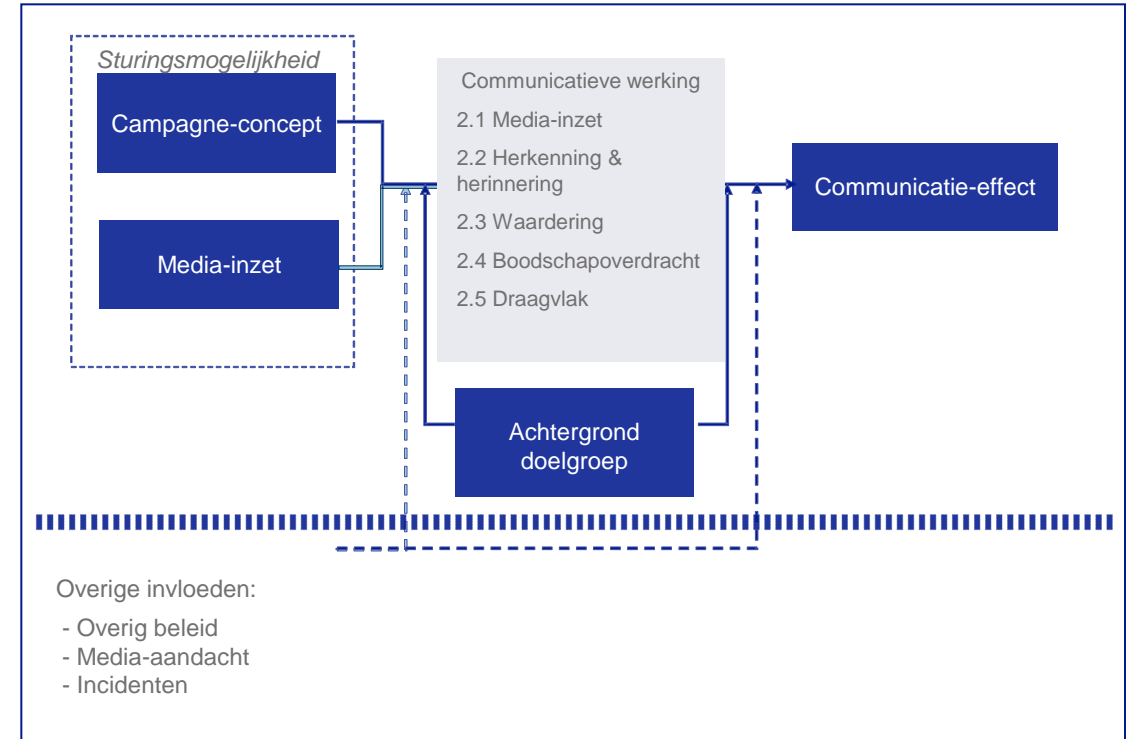 Sturingsmogelijkheid
Campagne-concept
Media-inzet
Communicatieve werking
2.1 Media-inzet
2.2 Herkenning &
herinnering
2.3 Waardering
2.4 Boodschapoverdracht
2.5 Draagvlak
Communicatie-effect
Achtergrond
doelgroep
Overige invloeden:
- Overig beleid
- Media-aandacht
- Incidenten